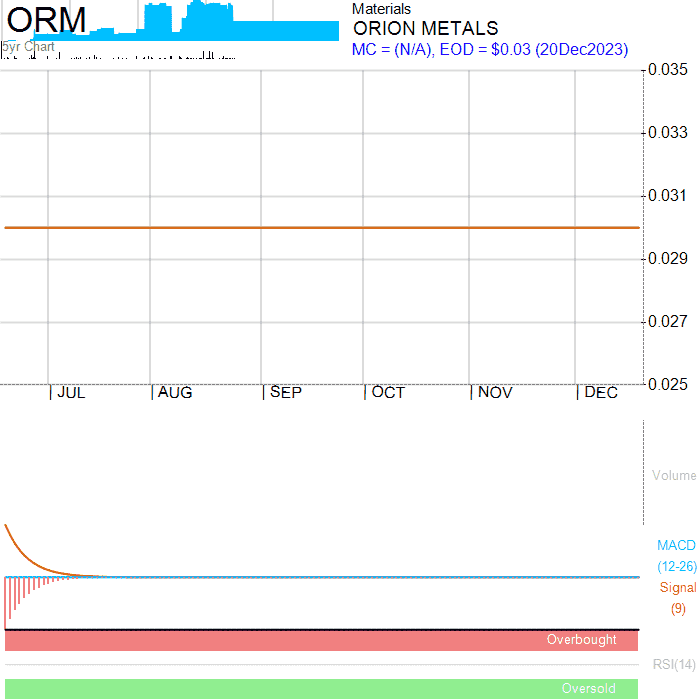 ORM
5yr Chart
Materials
ORION METALS
MC = (N/A), EOD = $0.03 (20Dec2023)
0.035
0.033
0.031
0.029
0.027
0.025
JUL AUG SEP OCT NOV DEC
Volume
MACD
(12-26)
Signal
(9)
Overbought
RSI(14)
Oversold